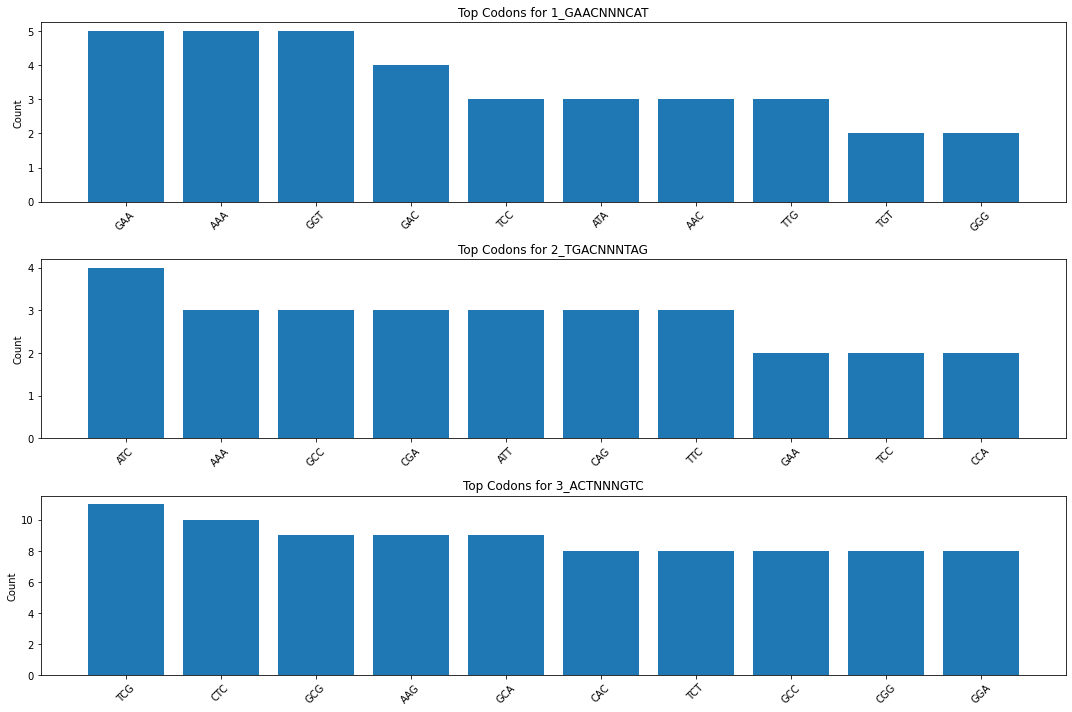 Top Codons for 1_GAACNNNCAT
Count
5
4
3
2
1
0
GAA AAA GGT GAC TCC ATA AAC TTG TGT GGG
Top Codons for 2_TGACNNNTAG
Count
4
3
2
1
0
ATC AAA GCC CGA ATT CAG TTC GAA TCC CCA
Top Codons for 3_ACTNNNGTC
Count
10
8
6
4
2
0
TCG CTC GCG AAG GCA CAC TCT GCC CGG GGA